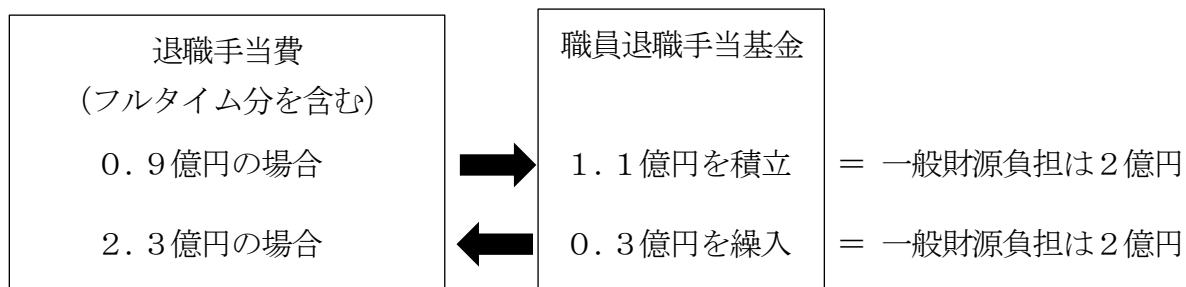 退職手当費
(フルタイム分を含む)
職員退職手当基金
0.9億円の場合
1.1億円を積立
= 一般財源負担は2億円
2.3億円の場合
0.3億円を繰入
= 一般財源負担は2億円